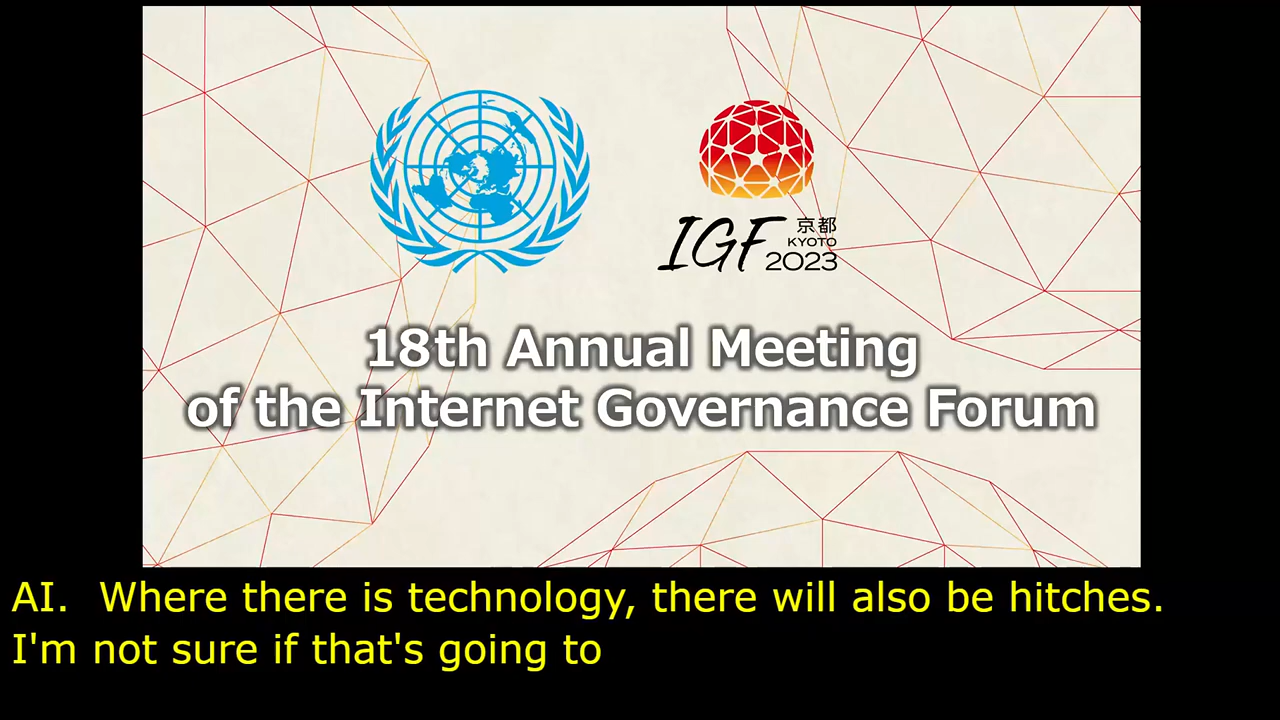 IGF 京都
KYOTO
2023
18th Annual Meeting
of the Internet Governance Forum
AI.  Where there is technology, there will also be hitches.
I'm not sure if that's going to